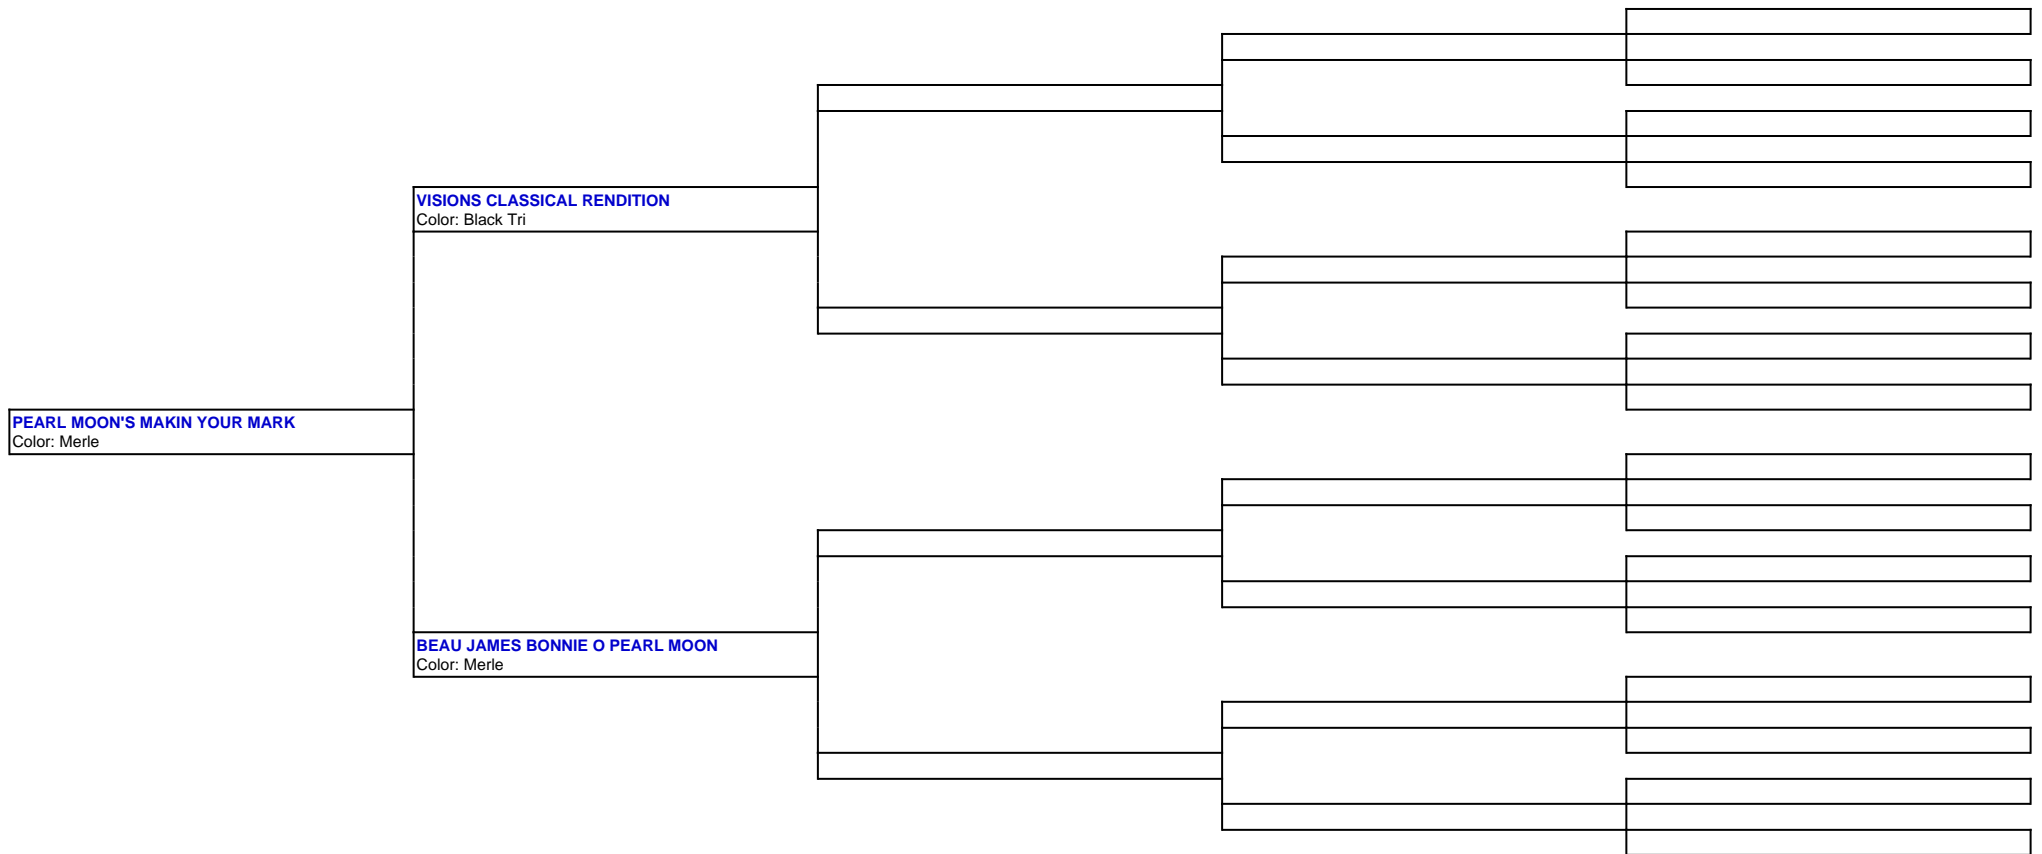 VISIONS CLASSICAL RENDITION
Color: Black Tri
PEARL MOON'S MAKIN YOUR MARK
Color: Merle
BEAU JAMES BONNIE O PEARL MOON
Color: Merle